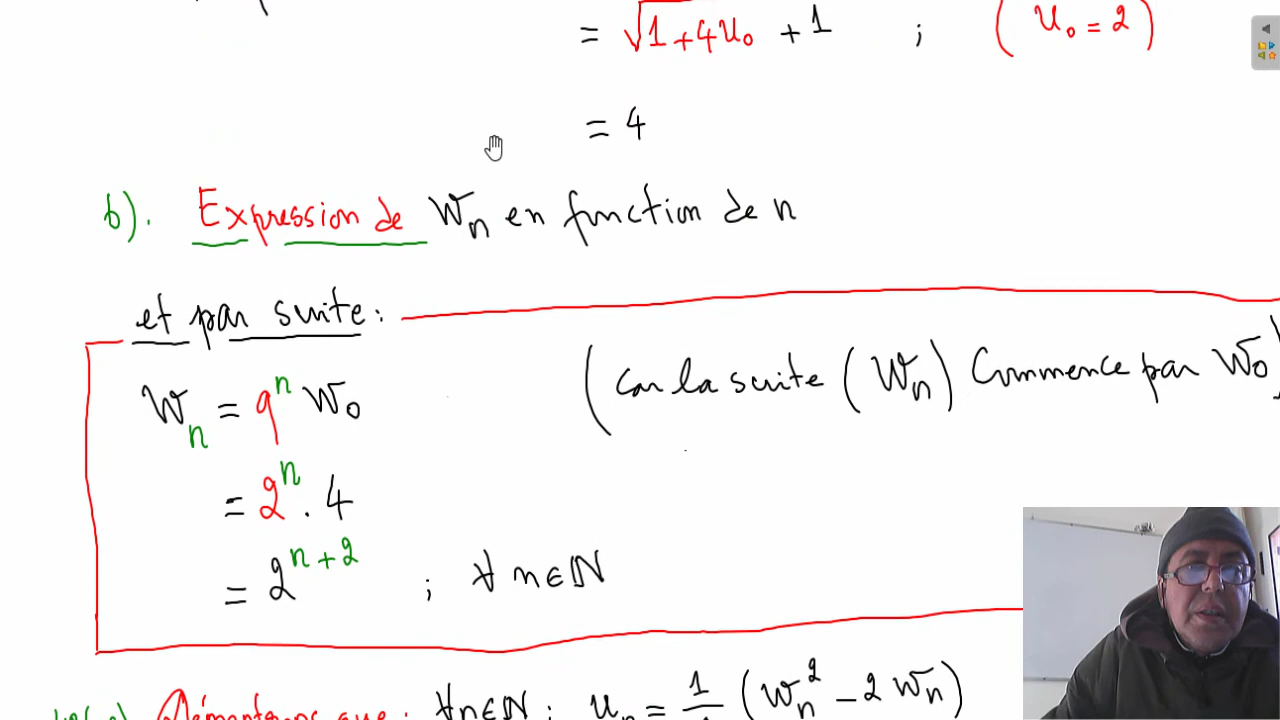 = √1+4u₀ + 1 ; ( u₀ = 2 )
= 4
b). Expression de Wₙ en function de n
et par suite :
Wₙ = qⁿ W₀ ( Car la suite (Wₙ) Commence par W₀ )
= 2ⁿ . 4
= 2ⁿ⁺² ; ∀ n ∈ ℕ
Démontrons que : ∀n∈ℕ ; uₙ = 1 (Wₙ² − 2 Wₙ)